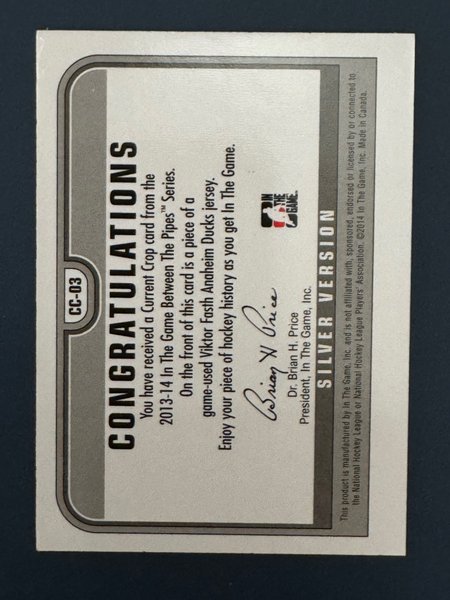 CC-03
CONGRATULATIONS
You have received a Current Crop card from the
2013-14 In The Game Between The Pipes™ Series.
On the front of this card is a piece of a
game-used Viktor Fasth Anaheim Ducks jersey.
Enjoy your piece of hockey history as you get In The Game.
Brian H Price
Dr. Brian H. Price
President, In The Game, Inc.
IN
THE
GAME
SILVER VERSION
This product is manufactured by In The Game, Inc. and is not affiliated with, sponsored, endorsed or licensed by or connected to
the National Hockey League or National Hockey League Players' Association. ©2014 In The Game, Inc. Made in Canada.